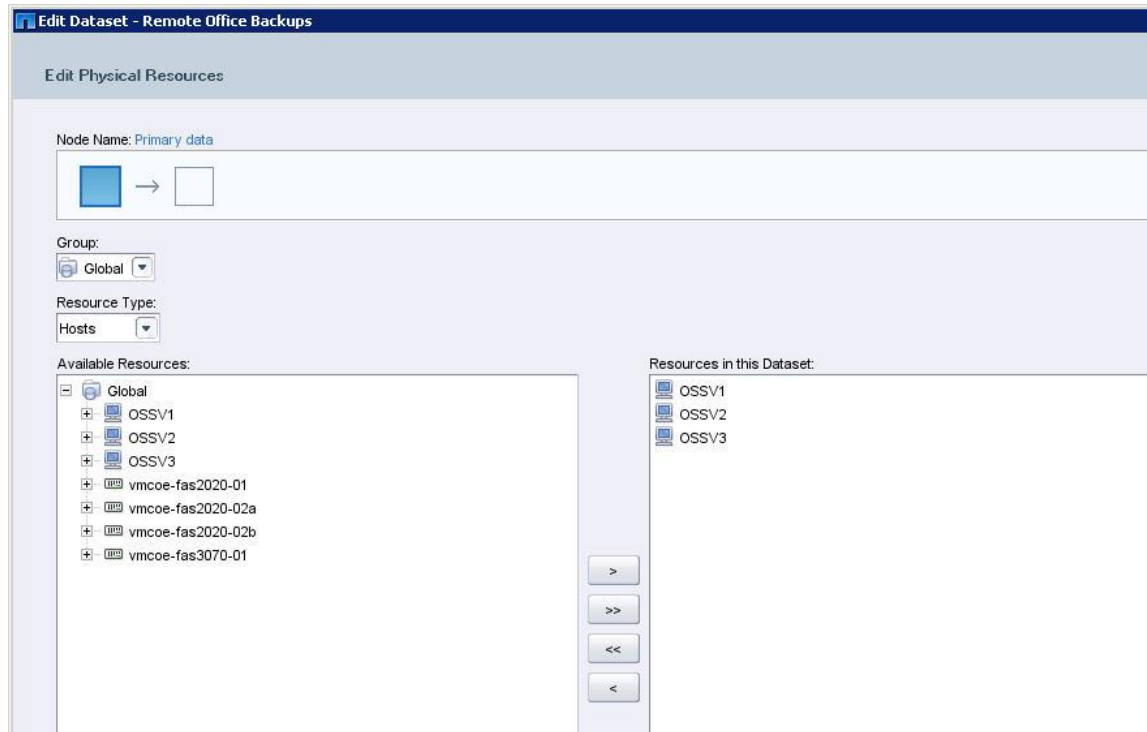 Edit Dataset - Remote Office Backups
Edit Physical Resources
Node Name: Primary data
Group:
Global
Resource Type:
Hosts
Available Resources:
Global
OSSV1
OSSV2
OSSV3
vmcoe-fas2020-01
vmcoe-fas2020-02a
vmcoe-fas2020-02b
vmcoe-fas3070-01
>
>>
<<
<
Resources in this Dataset:
OSSV1
OSSV2
OSSV3